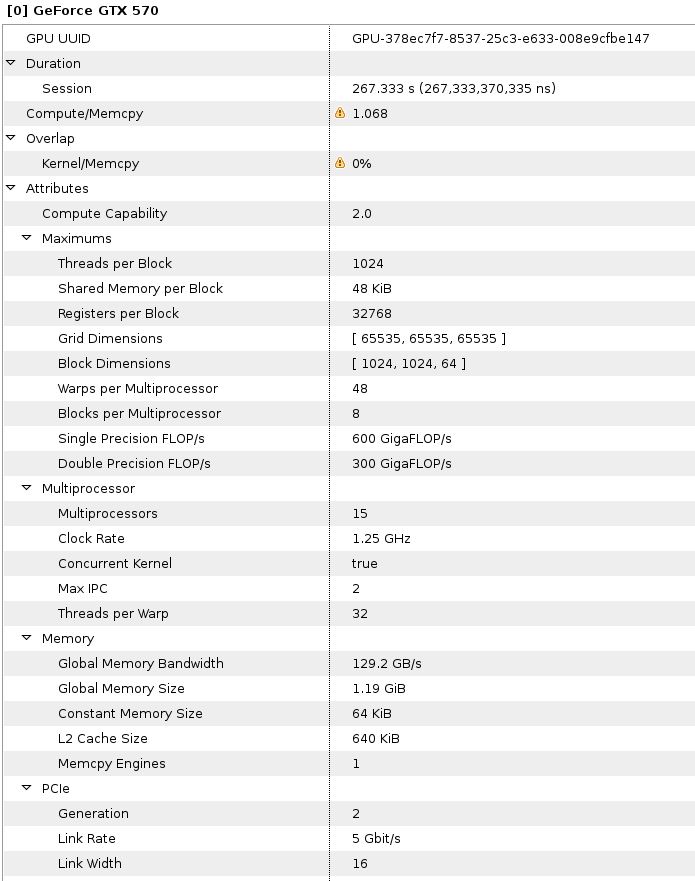 [0] GeForce GTX 570
GPU UUID GPU-378ec7f7-8537-25c3-e633-008e9cfbe147
Duration
Session 267.333 s (267,333,370,335 ns)
Compute/Memcpy 1.068
Overlap
Kernel/Memcpy 0%
Attributes
Compute Capability 2.0
Maximums
Threads per Block 1024
Shared Memory per Block 48 KiB
Registers per Block 32768
Grid Dimensions [ 65535, 65535, 65535 ]
Block Dimensions [ 1024, 1024, 64 ]
Warps per Multiprocessor 48
Blocks per Multiprocessor 8
Single Precision FLOP/s 600 GigaFLOP/s
Double Precision FLOP/s 300 GigaFLOP/s
Multiprocessor
Multiprocessors 15
Clock Rate 1.25 GHz
Concurrent Kernel true
Max IPC 2
Threads per Warp 32
Memory
Global Memory Bandwidth 129.2 GB/s
Global Memory Size 1.19 GiB
Constant Memory Size 64 KiB
L2 Cache Size 640 KiB
Memcpy Engines 1
PCIe
Generation 2
Link Rate 5 Gbit/s
Link Width 16